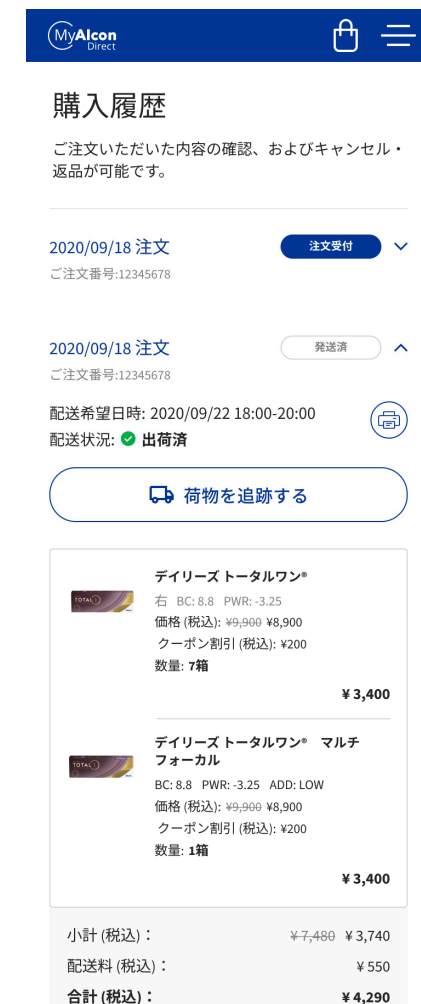 MyAlcon
Direct
購入履歴
ご注文いただいた内容の確認、およびキャンセル・
返品が可能です。
2020/09/18 注文
注文受付
ご注文番号:12345678
2020/09/18 注文
発送済
ご注文番号:12345678
配送希望日時: 2020/09/22 18:00-20:00
配送状況: 出荷済
荷物を追跡する
デイリーズ トータルワン®
TOTAL1
右 BC: 8.8 PWR: -3.25
価格 (税込): ¥9,900 ¥8,900
クーポン割引 (税込): ¥200
数量: 7箱
¥ 3,400
デイリーズ トータルワン® マルチ
フォーカル
TOTAL1
BC: 8.8 PWR: -3.25 ADD: LOW
価格 (税込): ¥9,900 ¥8,900
クーポン割引 (税込): ¥200
数量: 1箱
¥ 3,400
小計 (税込)： ¥ 7,480 ¥ 3,740
配送料 (税込)： ¥ 550
合計 (税込)： ¥ 4,290